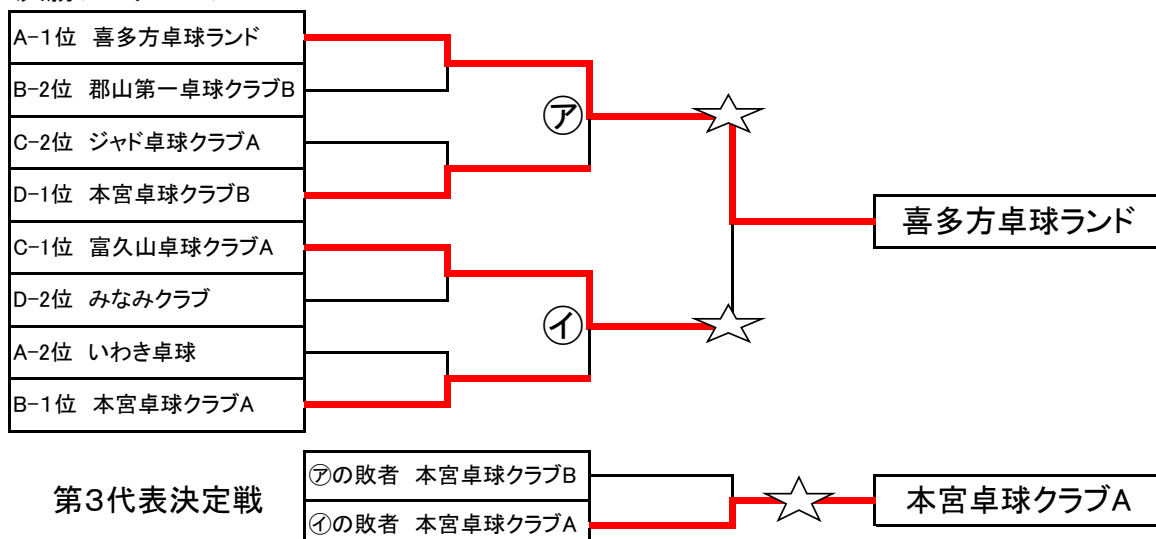 A-1位 喜多方卓球ランド
B-2位 郡山第一卓球クラブB
㋐
C-2位 ジャド卓球クラブA
D-1位 本宮卓球クラブB
喜多方卓球ランド
C-1位 富久山卓球クラブA
D-2位 みなみクラブ
㋑
A-2位 いわき卓球
B-1位 本宮卓球クラブA
第3代表決定戦
㋐の敗者 本宮卓球クラブB
㋑の敗者 本宮卓球クラブA
本宮卓球クラブA